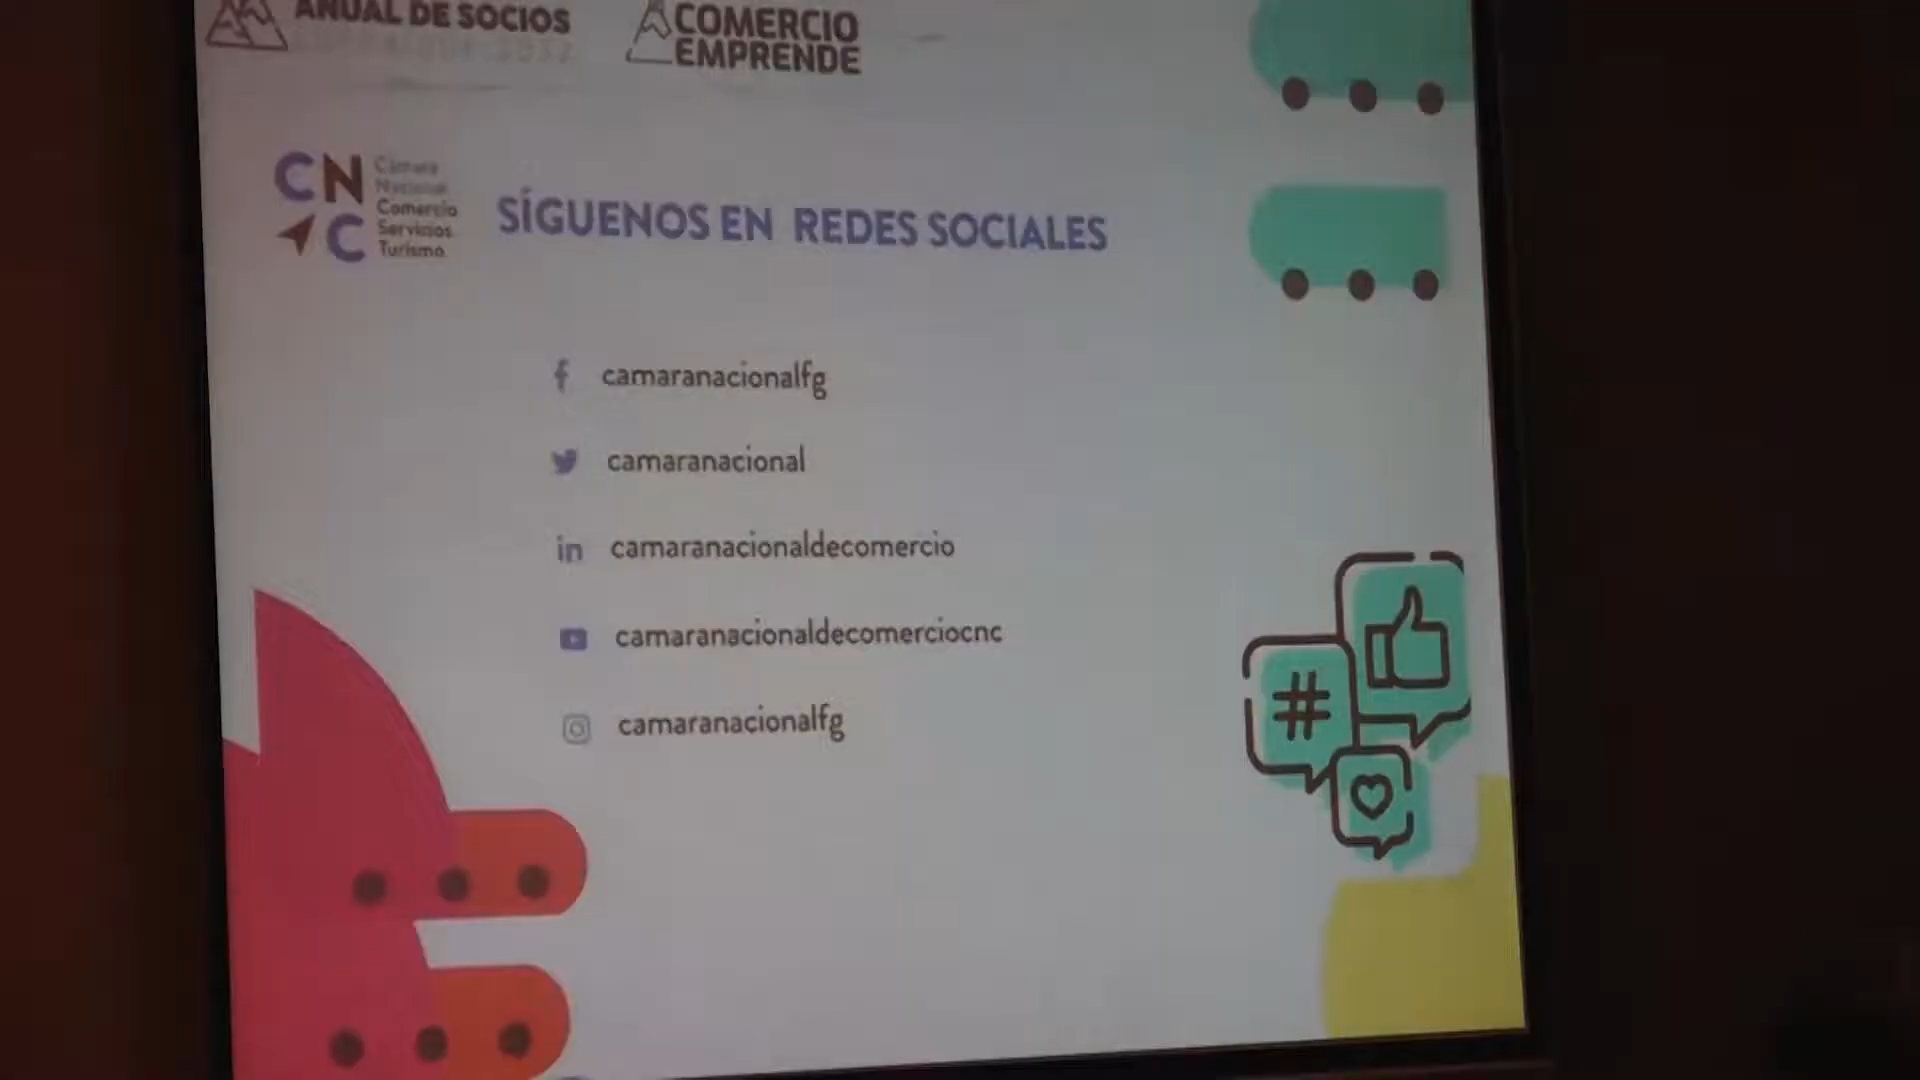 ANUAL DE SOCIOS
COMERCIO
EMPRENDE
CN
C
Cámara
Nacional
Comercio
Servicios
Turismo
SÍGUENOS EN REDES SOCIALES
f camaranacionalfg
camaranacional
in camaranacionaldecomercio
camaranacionaldecomerciocnc
camaranacionalfg
#